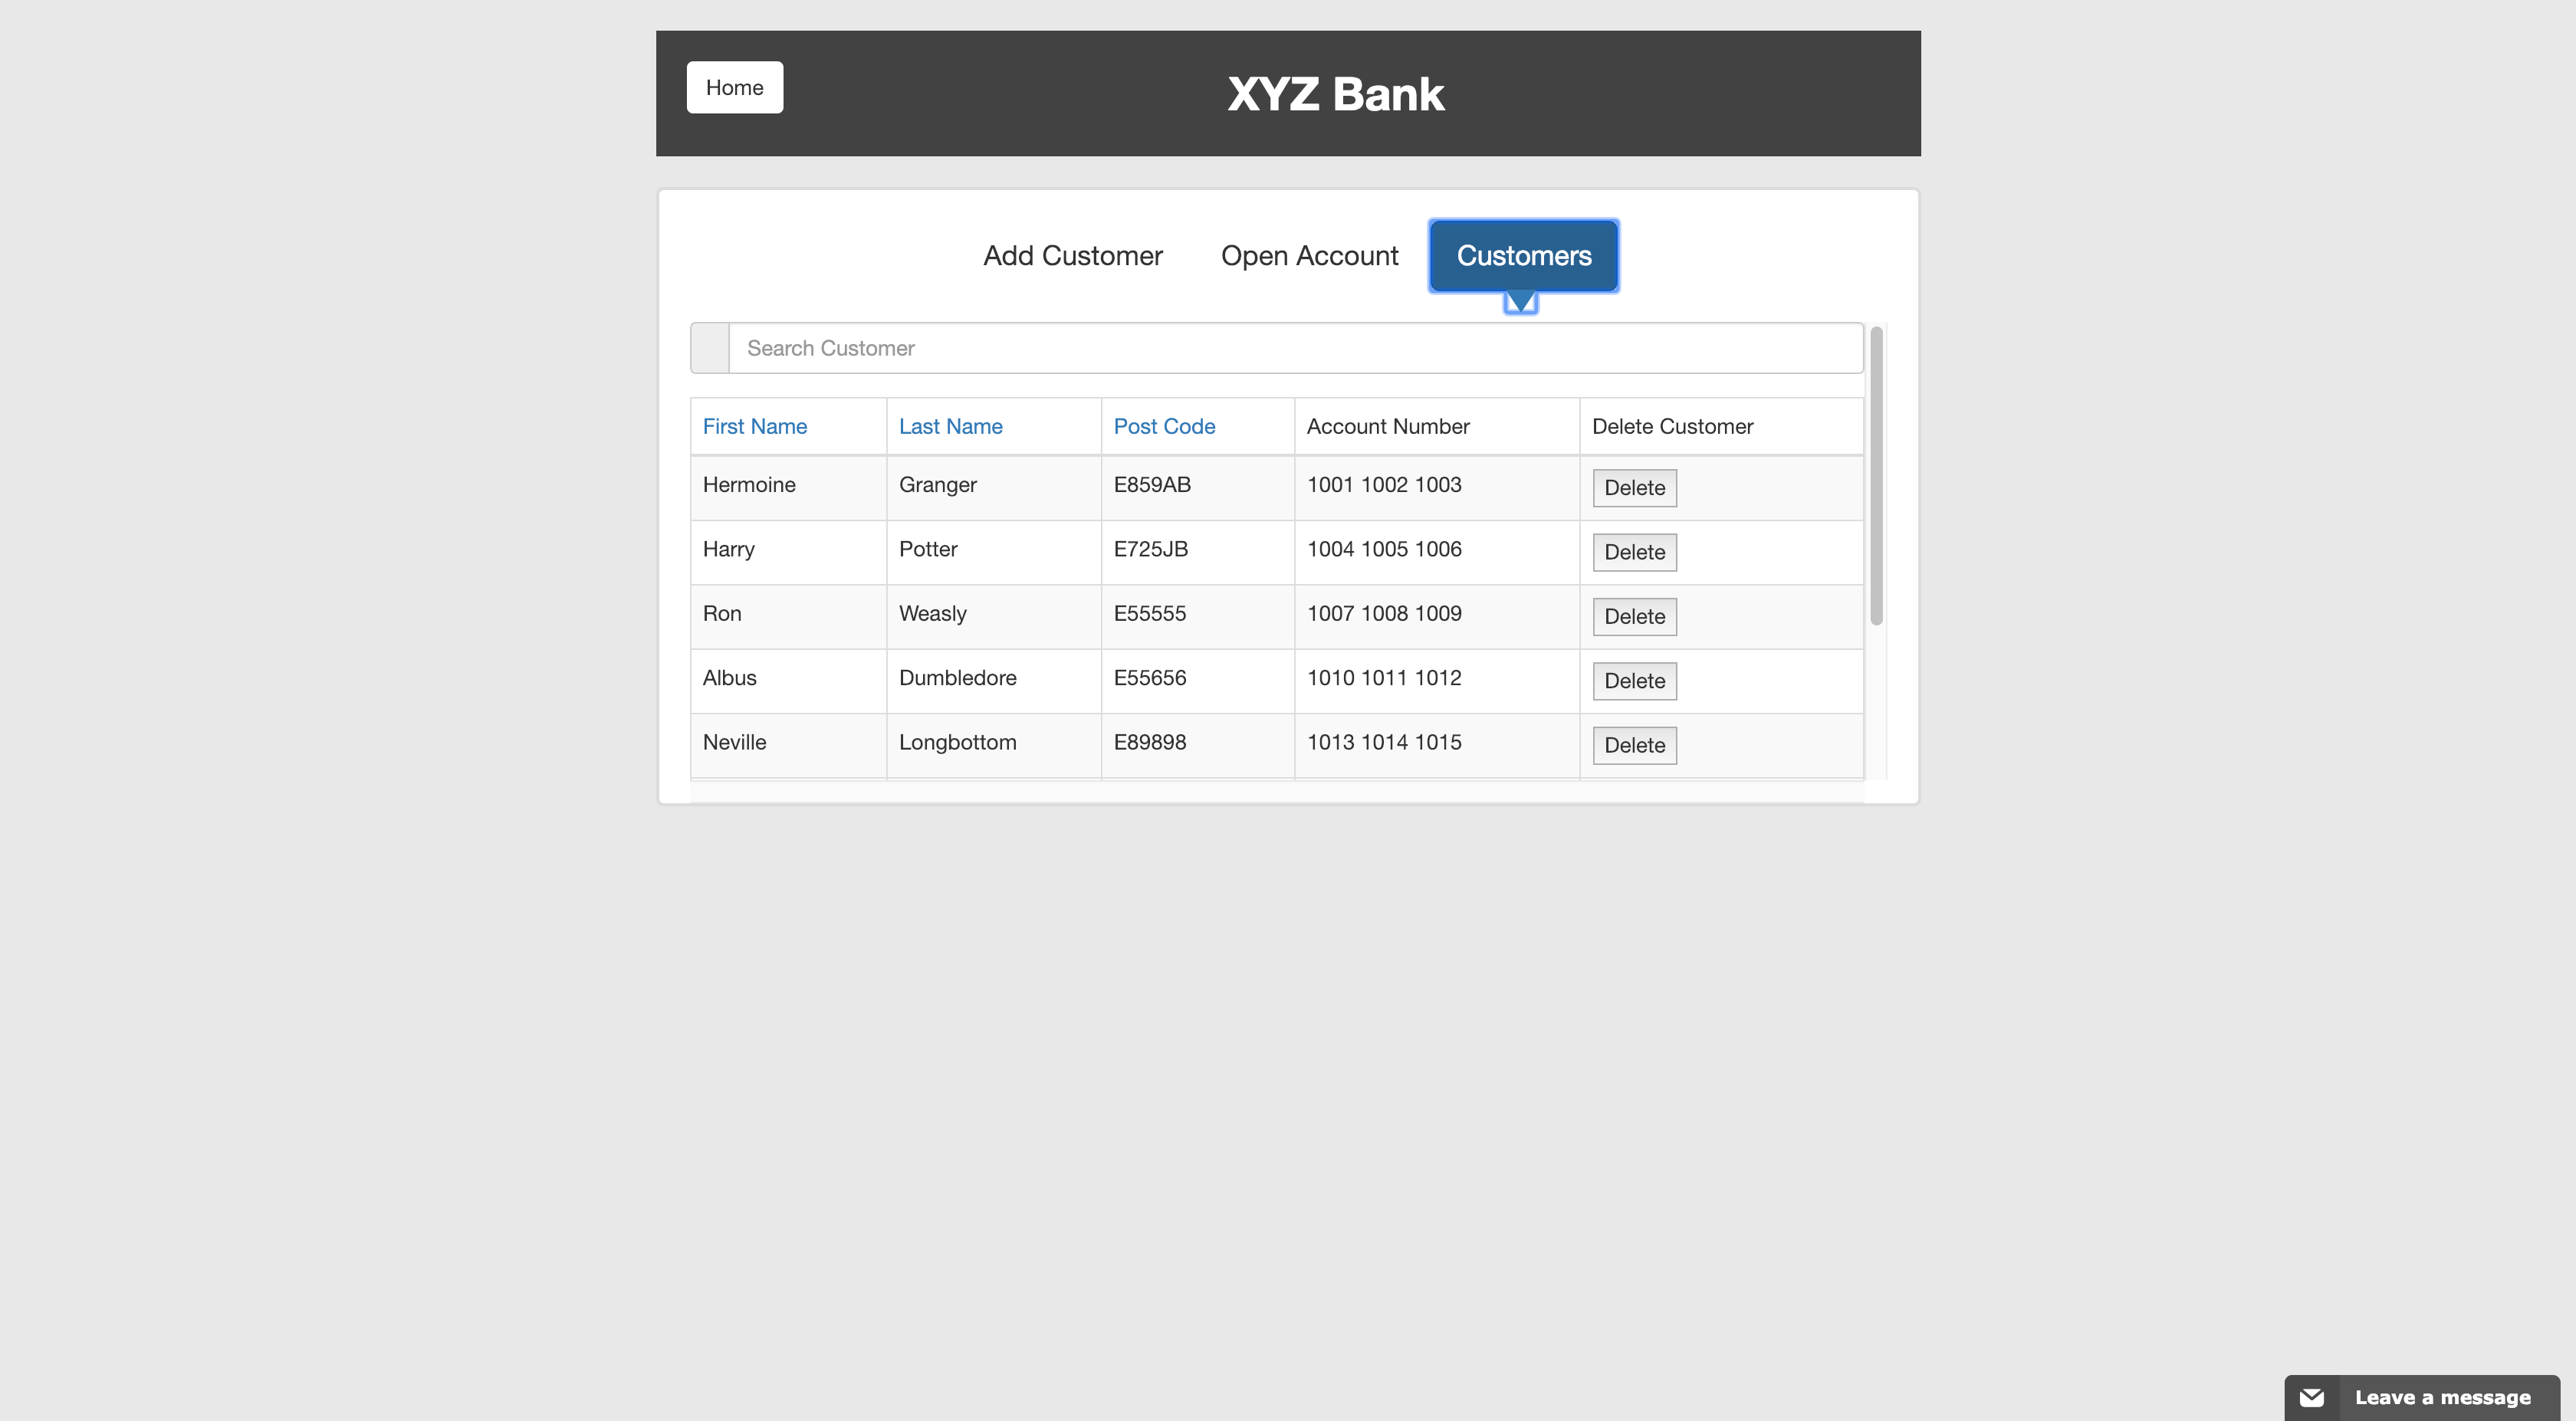 Home
XYZ Bank
Add Customer Open Account Customers
Search Customer
First Name Last Name Post Code Account Number Delete Customer
Hermoine Granger E859AB 1001 1002 1003 Delete
Harry Potter E725JB 1004 1005 1006 Delete
Ron Weasly E55555 1007 1008 1009 Delete
Albus Dumbledore E55656 1010 1011 1012 Delete
Neville Longbottom E89898 1013 1014 1015 Delete
Leave a message